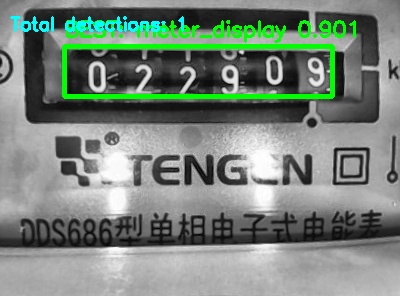 Total detections: 1
meter_display 0.901
022909
k
® TENGEN
DDS686型单相电子式电能表